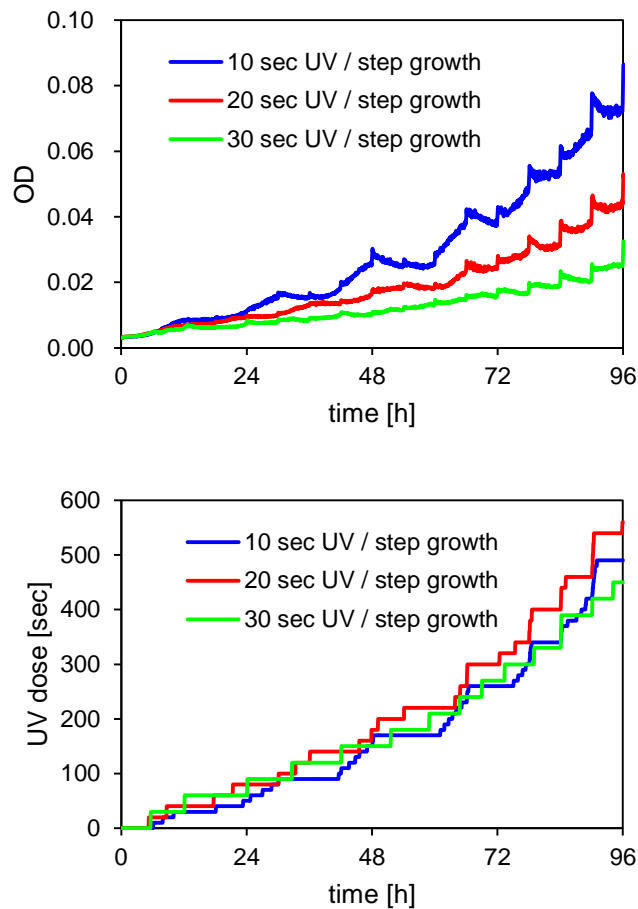 0.10
0.08
0.06
0.04
0.02
0.00
OD
10 sec UV / step growth
20 sec UV / step growth
30 sec UV / step growth
0 24 48 72 96
time [h]
600
500
400
300
200
100
0
UV dose [sec]
10 sec UV / step growth
20 sec UV / step growth
30 sec UV / step growth
0 24 48 72 96
time [h]